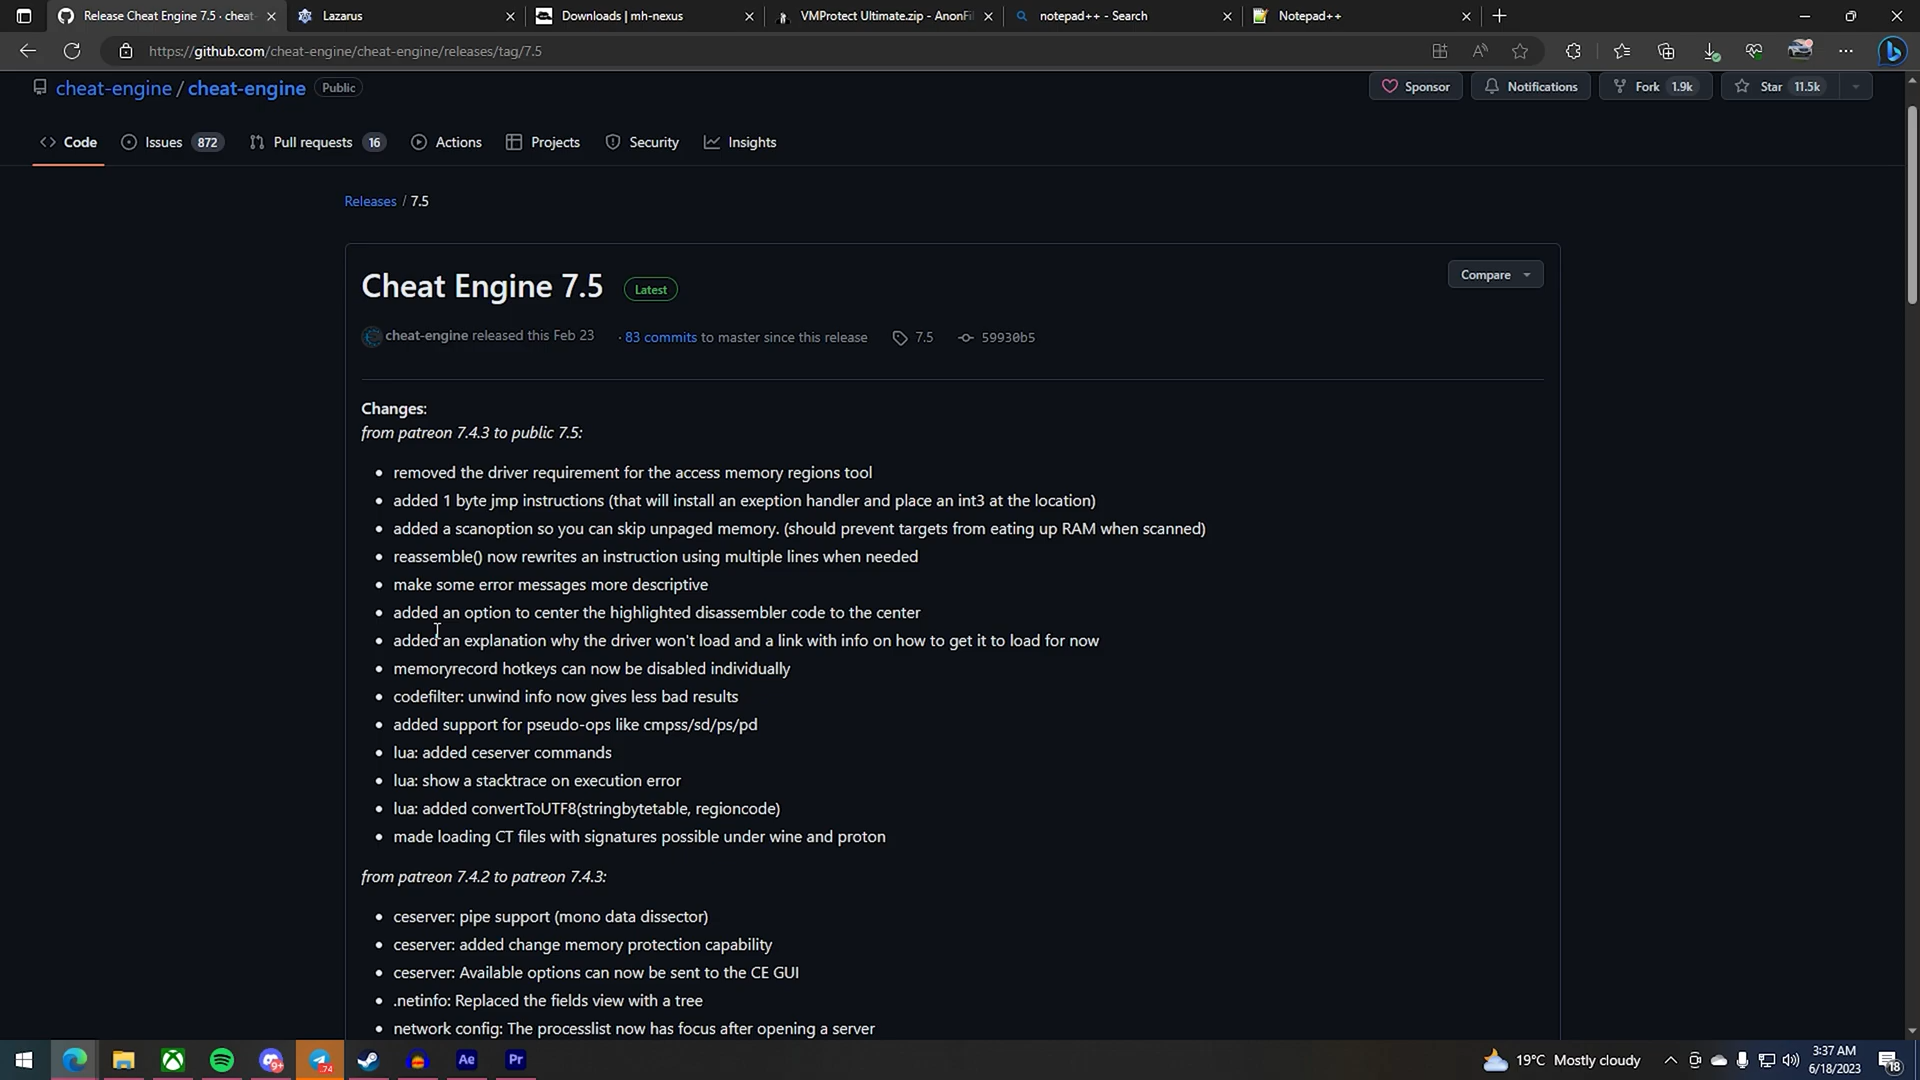 Release Cheat Engine 7.5 · cheat-
Lazarus
Downloads | mh-nexus
VMProtect Ultimate.zip - AnonFi
notepad++ - Search
Notepad++
https://github.com/cheat-engine/cheat-engine/releases/tag/7.5
cheat-engine / cheat-engine Public
Sponsor
Notifications
Fork 1.9k
Star 11.5k
Code
Issues 872
Pull requests 16
Actions
Projects
Security
Insights
Releases / 7.5
Cheat Engine 7.5 Latest
Compare
cheat-engine released this Feb 23 · 83 commits to master since this release 7.5 59930b5
Changes:
from patreon 7.4.3 to public 7.5:
• removed the driver requirement for the access memory regions tool
• added 1 byte jmp instructions (that will install an exeption handler and place an int3 at the location)
• added a scanoption so you can skip unpaged memory. (should prevent targets from eating up RAM when scanned)
• reassemble() now rewrites an instruction using multiple lines when needed
• make some error messages more descriptive
• added an option to center the highlighted disassembler code to the center
• added an explanation why the driver won't load and a link with info on how to get it to load for now
• memoryrecord hotkeys can now be disabled individually
• codefilter: unwind info now gives less bad results
• added support for pseudo-ops like cmpss/sd/ps/pd
• lua: added ceserver commands
• lua: show a stacktrace on execution error
• lua: added convertToUTF8(stringbytetable, regioncode)
• made loading CT files with signatures possible under wine and proton
from patreon 7.4.2 to patreon 7.4.3:
• ceserver: pipe support (mono data dissector)
• ceserver: added change memory protection capability
• ceserver: Available options can now be sent to the CE GUI
• .netinfo: Replaced the fields view with a tree
• network config: The processlist now has focus after opening a server
9+
74
Ae
Pr
19°C Mostly cloudy
3:37 AM
6/18/2023
18